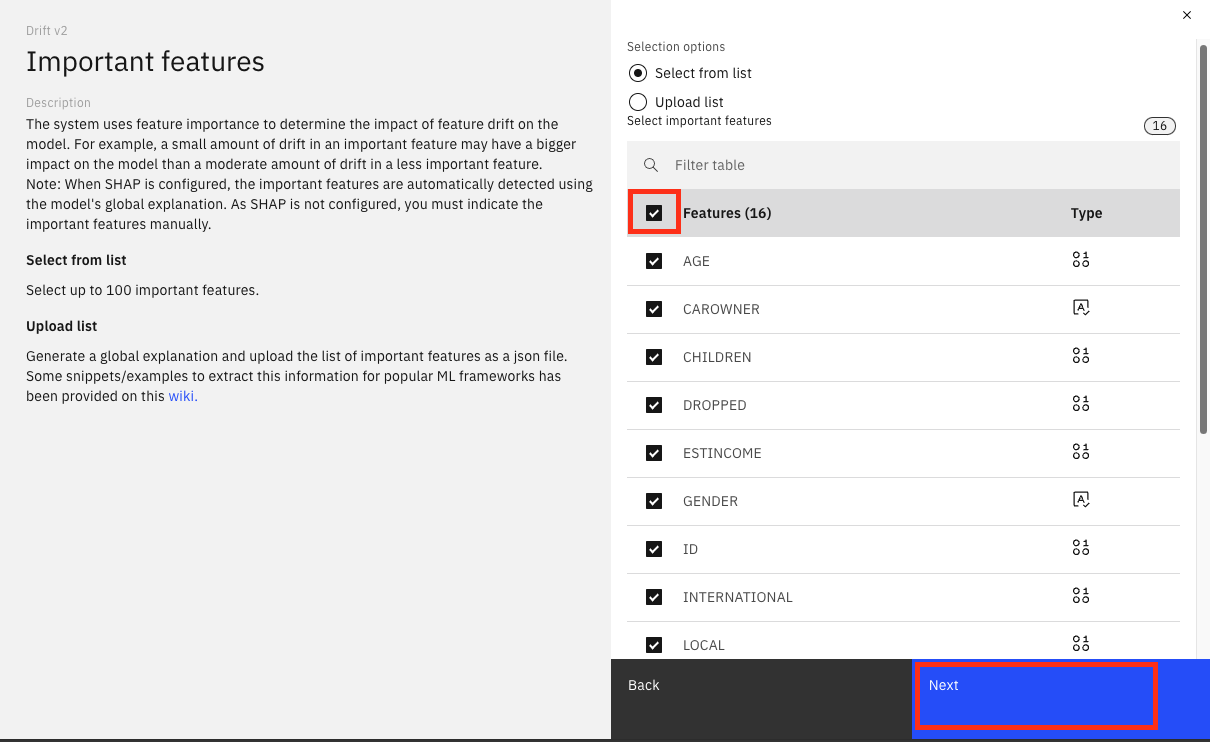 Drift v2
Important features
Description
The system uses feature importance to determine the impact of feature drift on the
model. For example, a small amount of drift in an important feature may have a bigger
impact on the model than a moderate amount of drift in a less important feature.
Note: When SHAP is configured, the important features are automatically detected using
the model's global explanation. As SHAP is not configured, you must indicate the
important features manually.
Select from list
Select up to 100 important features.
Upload list
Generate a global explanation and upload the list of important features as a json file.
Some snippets/examples to extract this information for popular ML frameworks has
been provided on this wiki.
Selection options
Select from list
Upload list
Select important features
16
Filter table
Features (16) Type
AGE
CAROWNER
CHILDREN
DROPPED
ESTINCOME
GENDER
ID
INTERNATIONAL
LOCAL
Back
Next